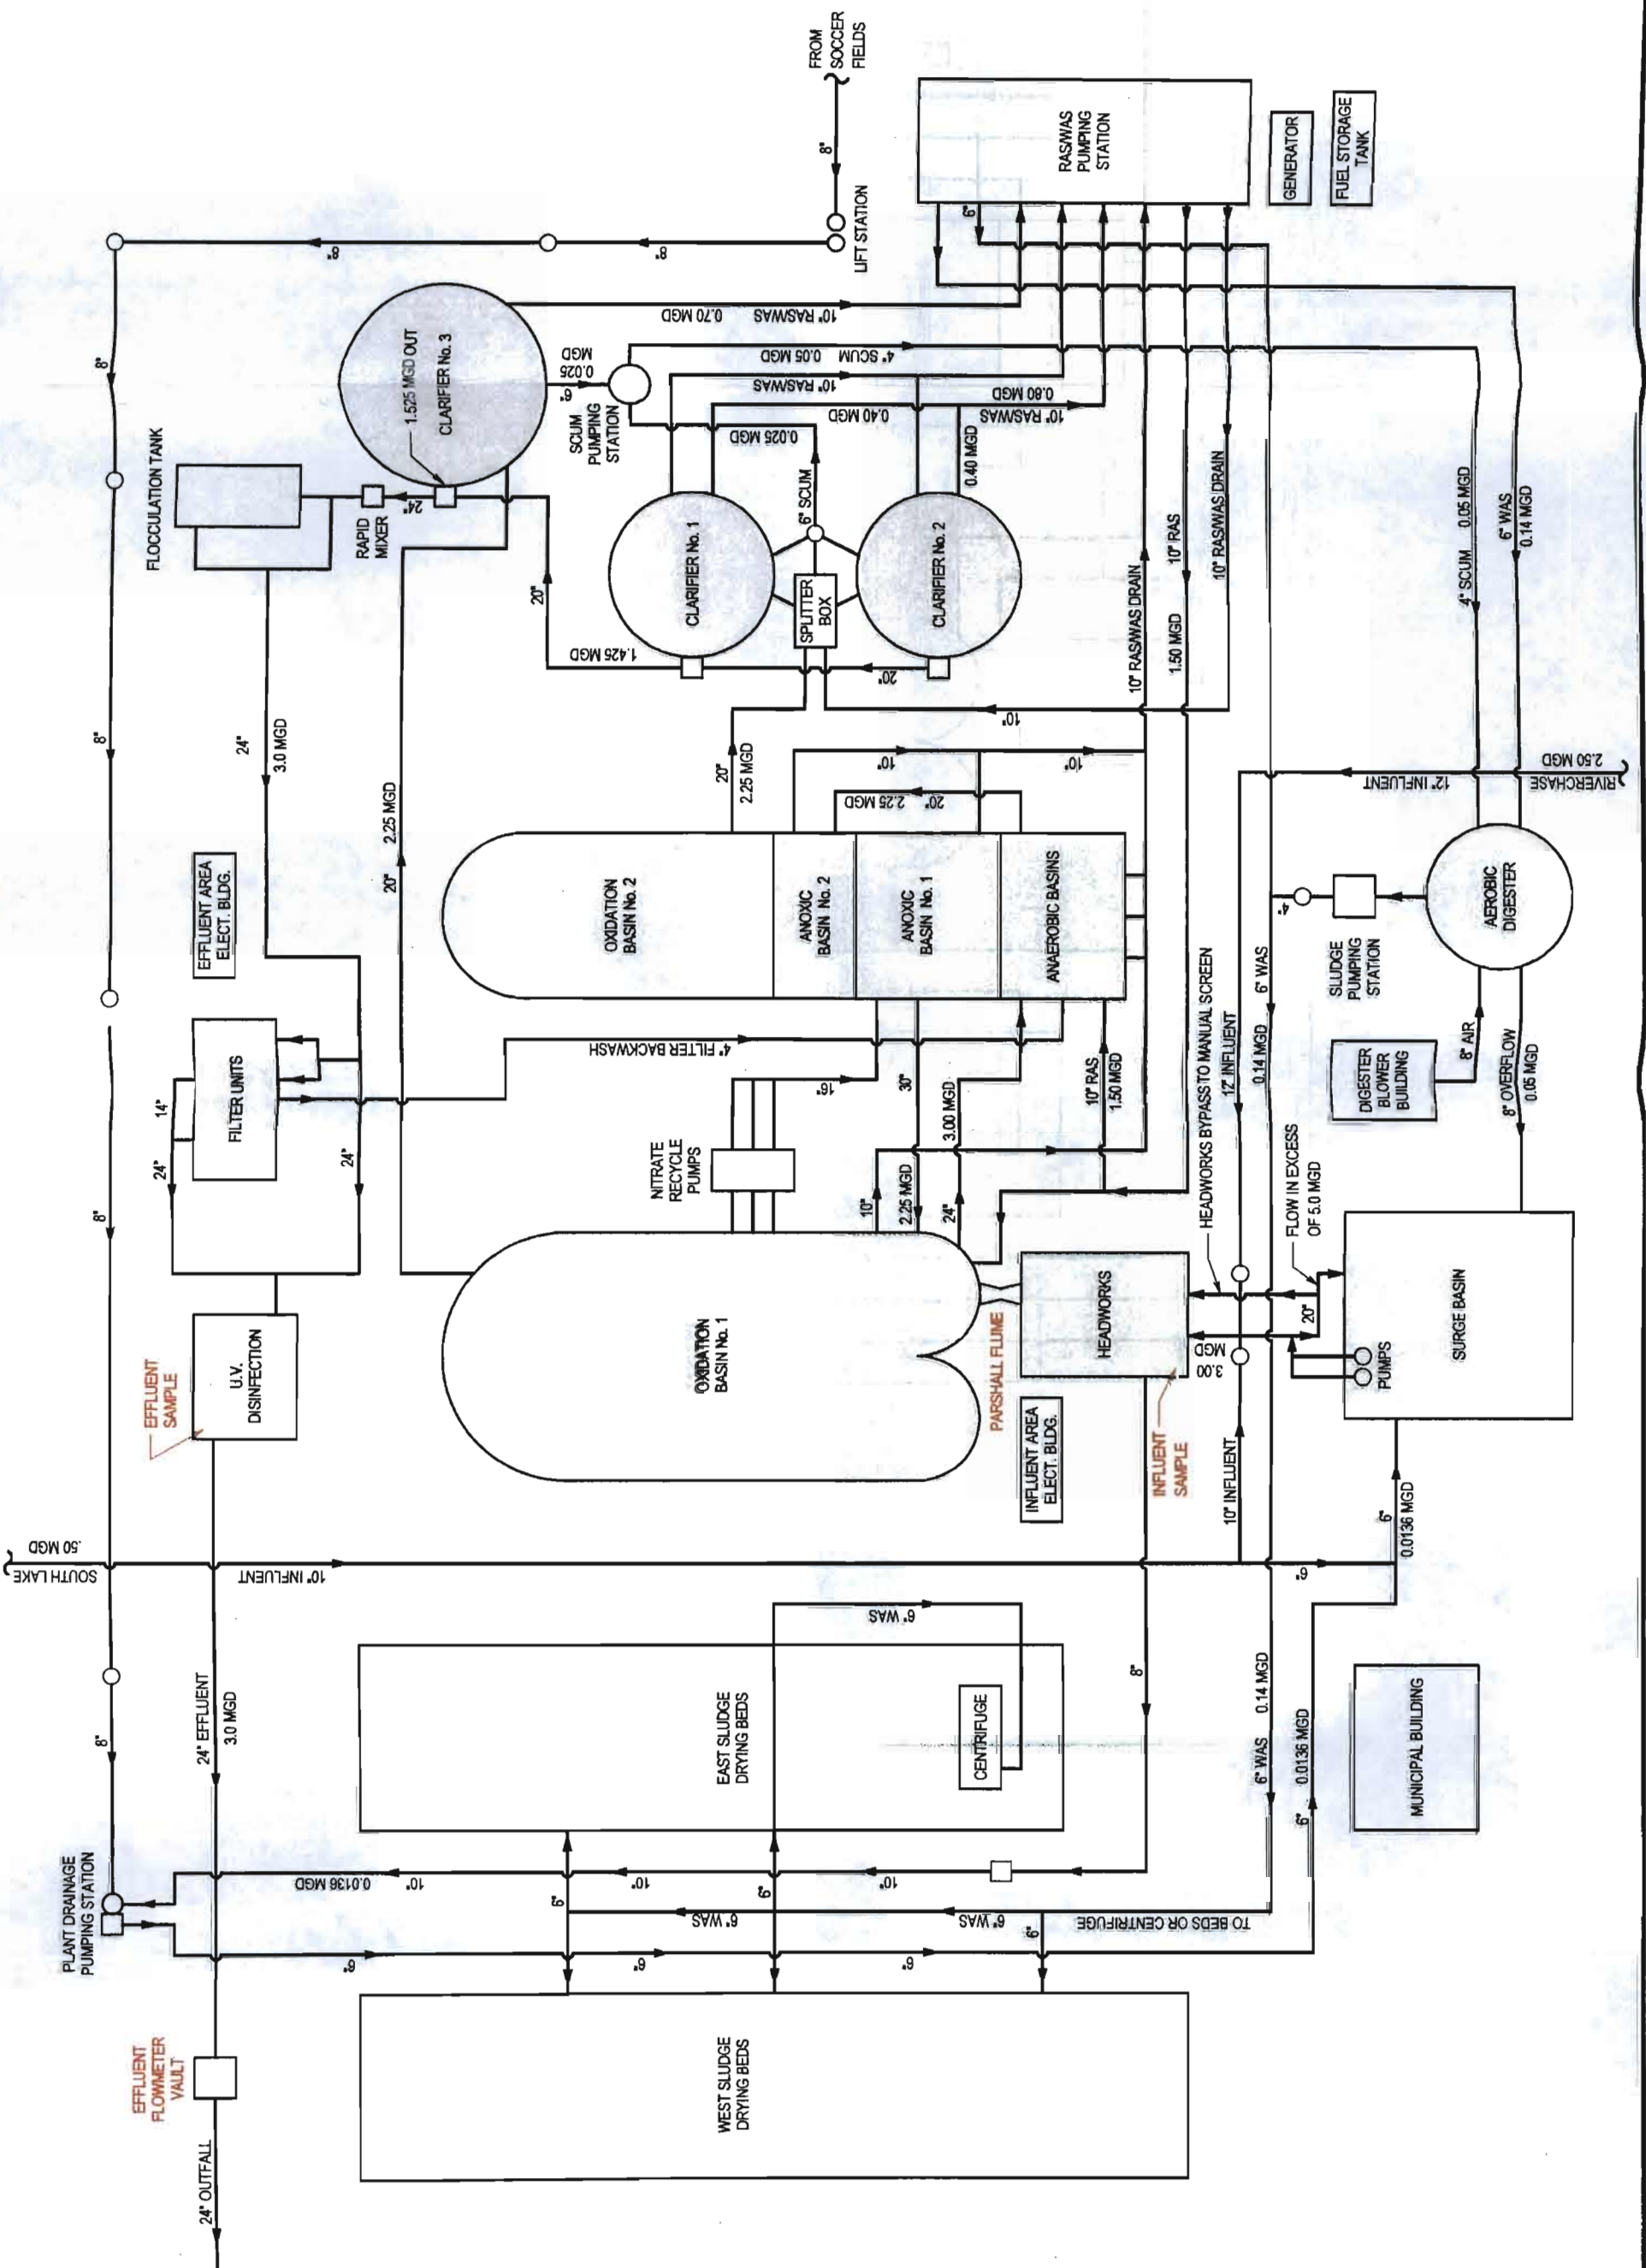 FROM
SOCCER
FIELDS
8"
LIFT STATION
8"
8"
8"
8"
8"
8"
RAS/WAS
PUMPING
STATION
GENERATOR
FUEL STORAGE
TANK
6"
FLOCCULATION TANK
RAPID
MIXER
24"
1.525 MGD OUT
CLARIFIER No. 3
6"
0.025
MGD
SCUM
PUMPING
STATION
10" RAS/WAS 0.70 MGD
4" SCUM 0.05 MGD
10" RAS/WAS
0.40 MGD
0.80 MGD
10" RAS/WAS
0.025 MGD
0.40 MGD
6" SCUM
CLARIFIER No. 1
SPLITTER
BOX
CLARIFIER No. 2
20"
1.425 MGD
20"
10" RAS/WAS DRAIN
10" RAS
1.50 MGD
10" RAS/WAS DRAIN
10"
4" SCUM 0.05 MGD
6" WAS
0.14 MGD
24"
3.0 MGD
20" 2.25 MGD
20"
2.25 MGD
10"
10"
20" 2.25 MGD
12" INFLUENT
RIVERCHASE
2.50 MGD
EFFLUENT AREA
ELECT. BLDG.
OXIDATION
BASIN No. 2
ANOXIC
BASIN No. 2
ANOXIC
BASIN No. 1
ANAEROBIC BASINS
4"
SLUDGE
PUMPING
STATION
AEROBIC
DIGESTER
FILTER UNITS
14"
24"
24"
4" FILTER BACKWASH
NITRATE
RECYCLE
PUMPS
16"
30"
10"
2.25 MGD
24"
3.00 MGD
10" RAS
1.50 MGD
HEADWORKS BYPASS TO MANUAL SCREEN
12" INFLUENT
0.14 MGD 6" WAS
FLOW IN EXCESS
OF 5.0 MGD
DIGESTER
BLOWER
BUILDING
8" AIR
8" OVERFLOW
0.05 MGD
EFFLUENT
SAMPLE
U.V.
DISINFECTION
OXIDATION
BASIN No. 1
PARSHALL FLUME
HEADWORKS
INFLUENT AREA
ELECT. BLDG.
INFLUENT
SAMPLE
3.00
MGD
20"
PUMPS
SURGE BASIN
10" INFLUENT
SOUTH LAKE
.50 MGD
10" INFLUENT
6"
6"
0.0136 MGD
24" EFFLUENT
3.0 MGD
6" WAS
EAST SLUDGE
DRYING BEDS
CENTRIFUGE
8"
6" WAS 0.14 MGD
6" 0.0136 MGD
MUNICIPAL BUILDING
PLANT DRAINAGE
PUMPING STATION
10" 0.0136 MGD
10"
10"
6"
6"
6" WAS
6" WAS
6"
TO BEDS OR CENTRIFUGE
6"
6"
6"
EFFLUENT
FLOWMETER
VAULT
24" OUTFALL
WEST SLUDGE
DRYING BEDS